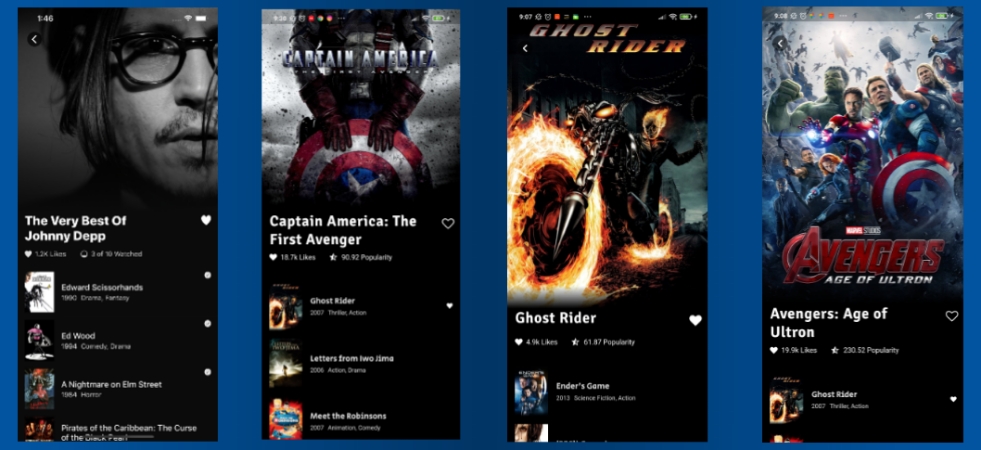 1:46
The Very Best Of
Johnny Depp
1.2K Likes 3 of 10 Watched
Edward Scissorhands
1990 Drama, Fantasy
Ed Wood
1994 Comedy, Drama
A Nightmare on Elm Street
1984 Horror
Pirates of the Caribbean: The Curse
of the Black Pearl
CAPTAIN AMERICA
THE FIRST AVENGER
Captain America: The
First Avenger
18.7k Likes 90.92 Popularity
Ghost Rider
2007 Thriller, Action
Letters from Iwo Jima
2006 Action, Drama
Meet the Robinsons
2007 Animation, Comedy
9:07
GHOST
RIDER
Ghost Rider
4.9k Likes 61.87 Popularity
Ender's Game
2013 Science Fiction, Action
9:08
MARVEL STUDIOS
AVENGERS
AGE OF ULTRON
Avengers: Age of
Ultron
19.9k Likes 230.52 Popularity
Ghost Rider
2007 Thriller, Action